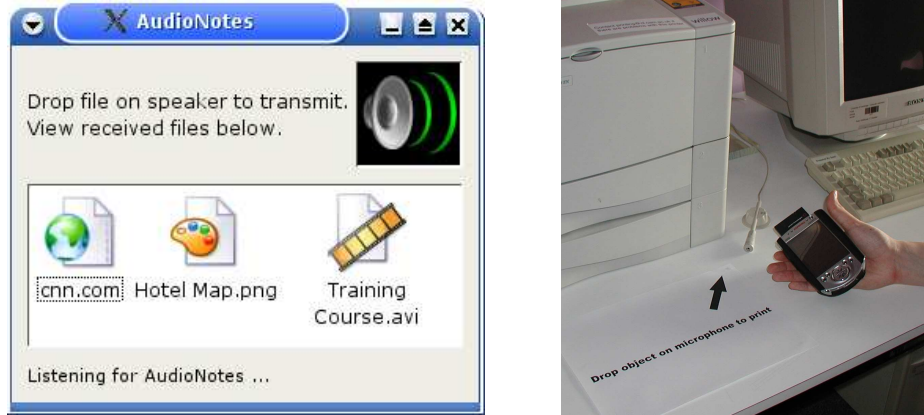 AudioNotes
Drop file on speaker to transmit.
View received files below.
cnn.com
Hotel Map.png
Training
Course.avi
Listening for AudioNotes ...
willow
Drop object on microphone to print